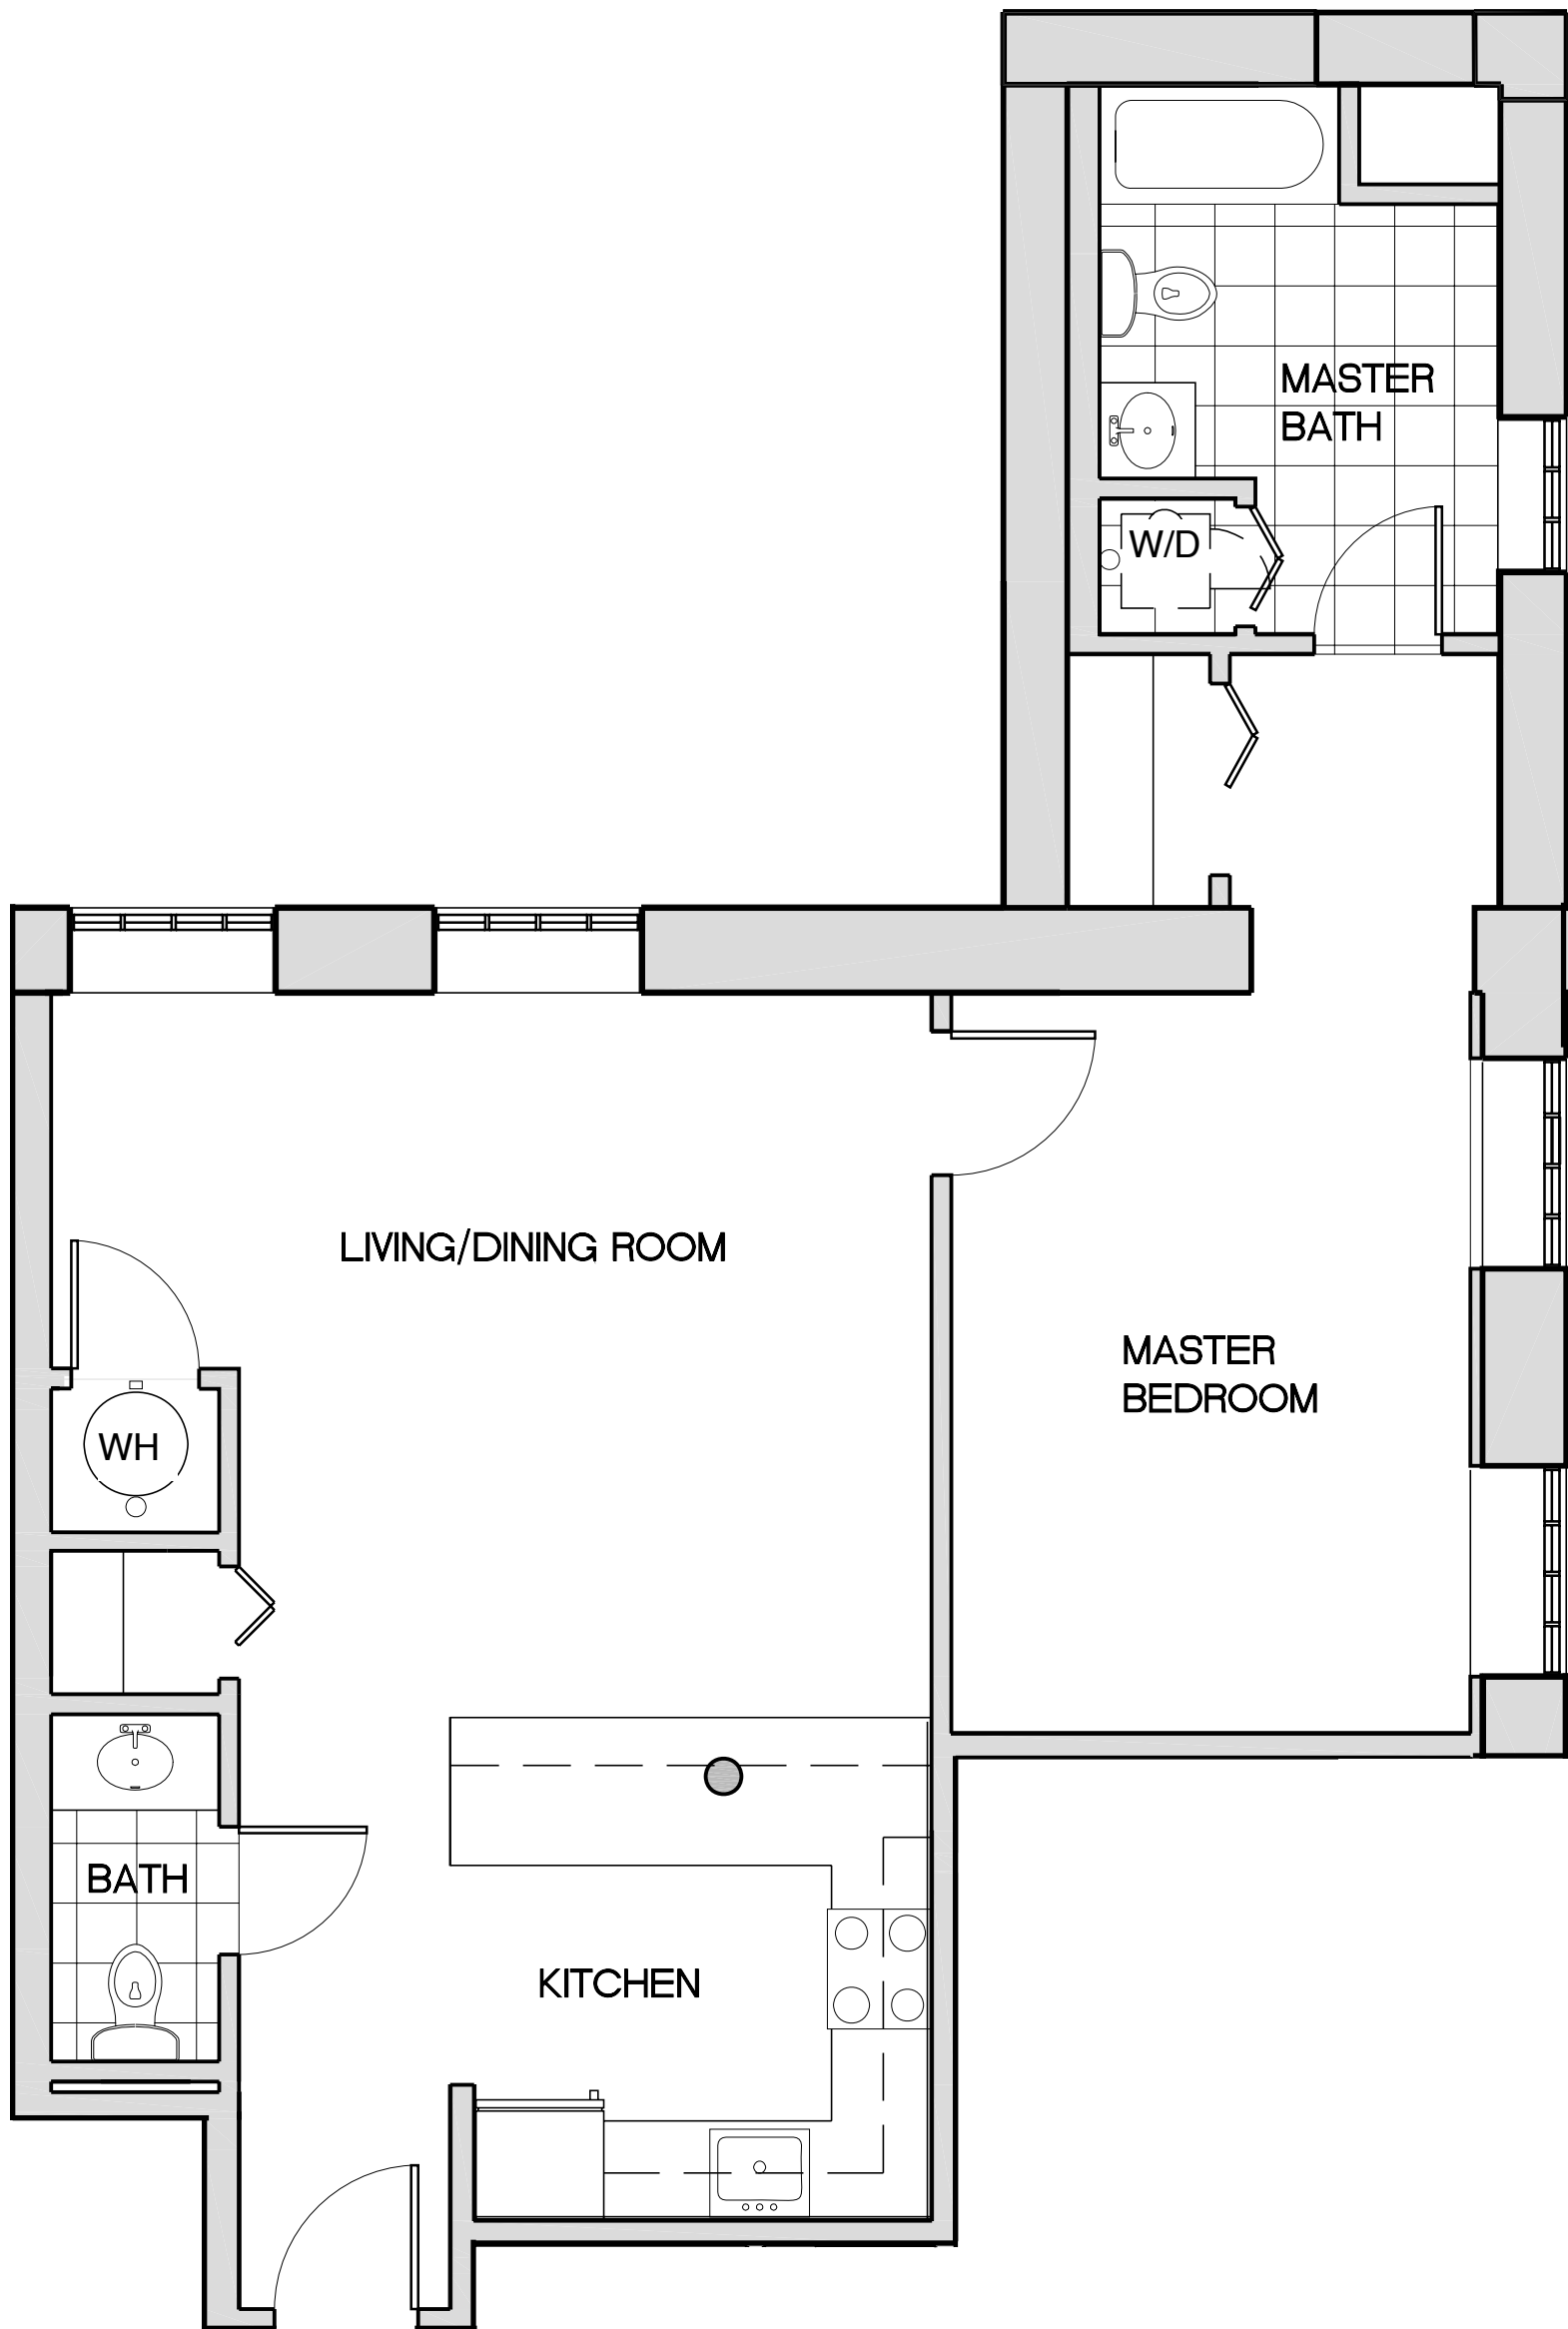 MASTER
BATH
W/D
LIVING/DINING ROOM
MASTER
BEDROOM
WH
BATH
KITCHEN